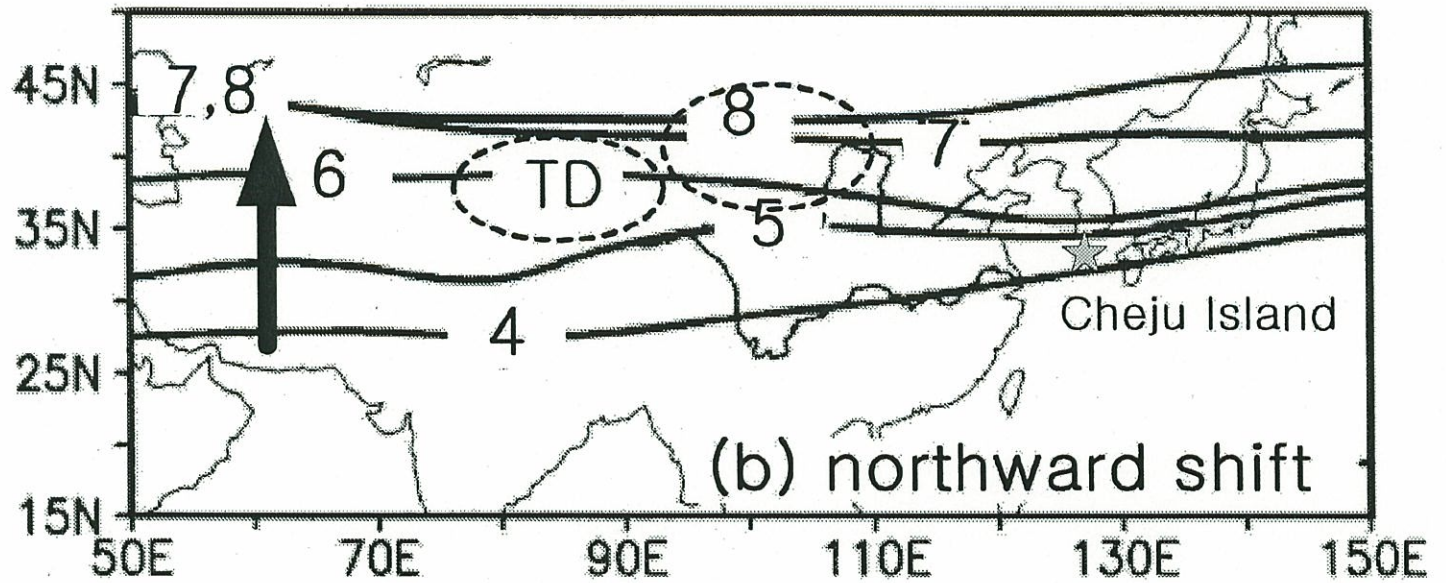 45N
7,8
8
7
6
TD
35N
5
4
Cheju Island
25N
(b) northward shift
15N
50E 70E 90E 110E 130E 150E